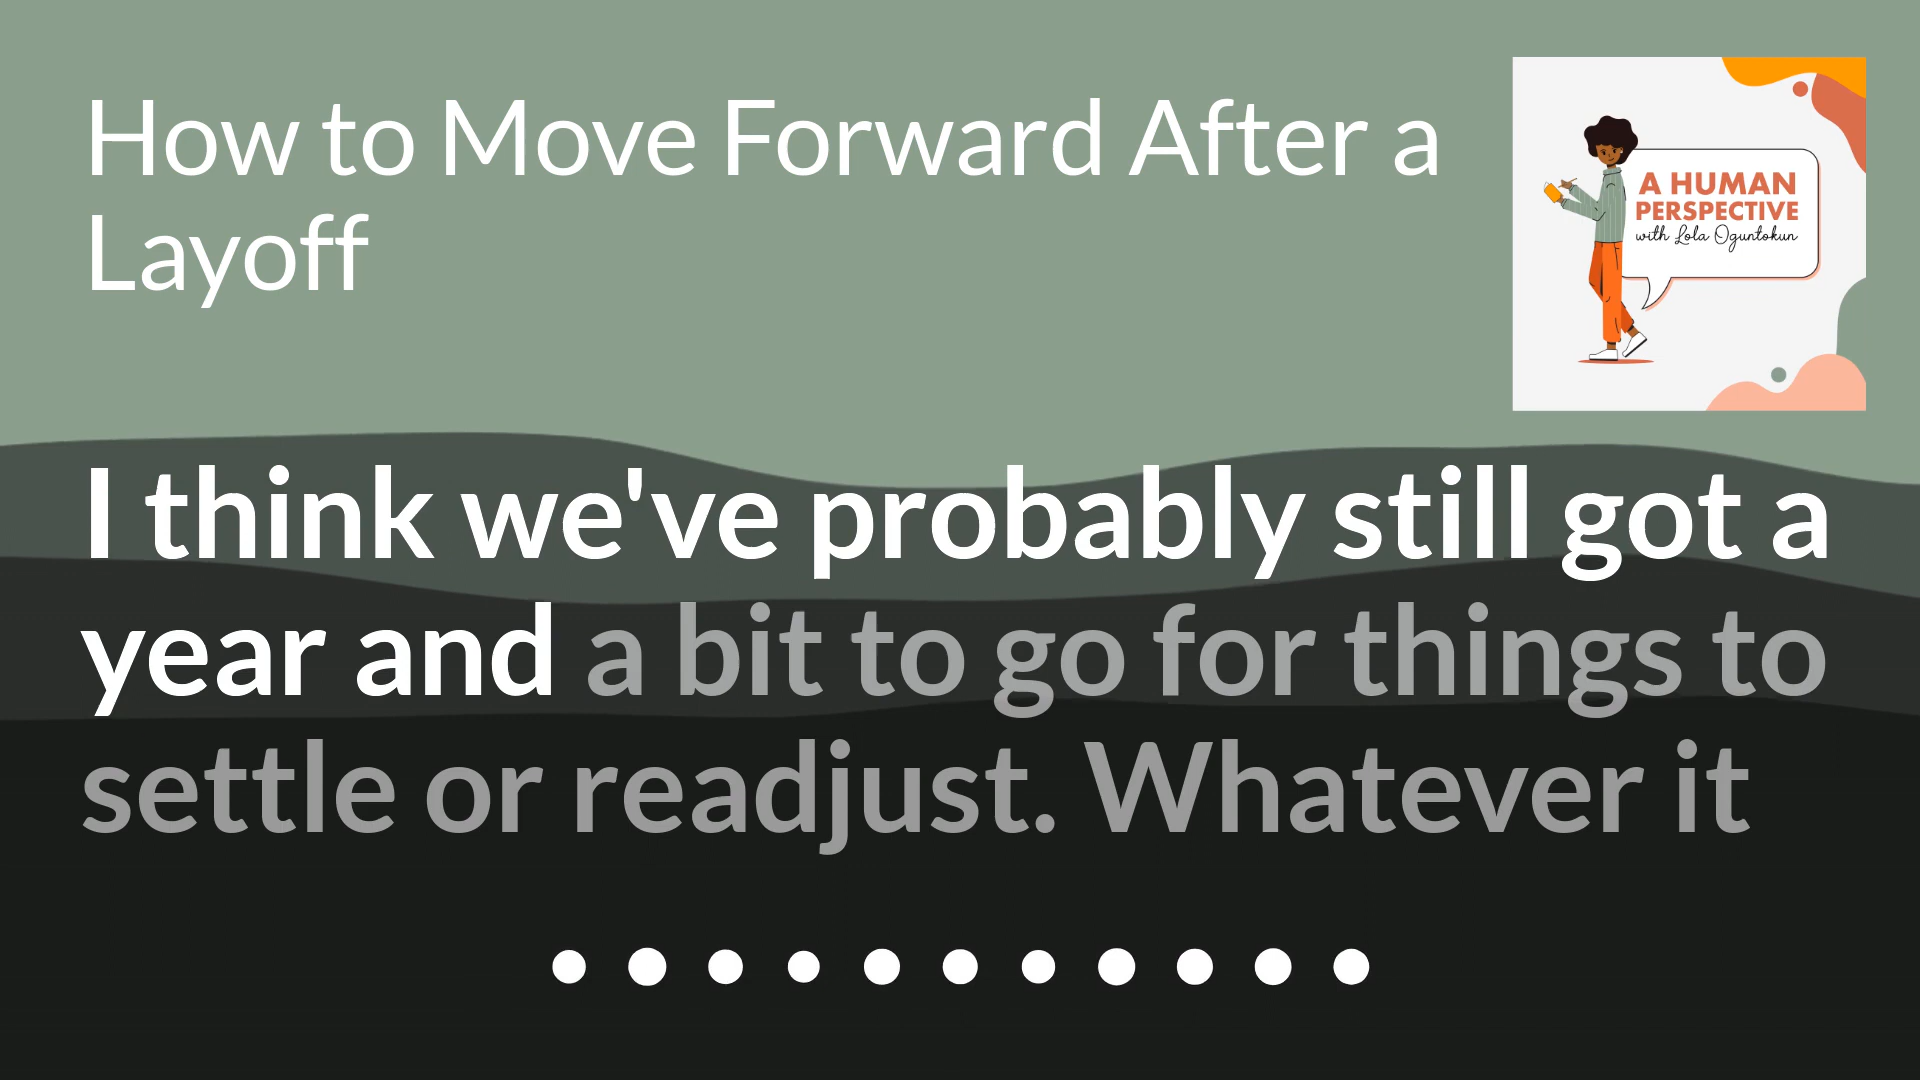 How to Move Forward After a
Layoff
A HUMAN
PERSPECTIVE
with Lola Oguntokun
I think we've probably still got a
year and a bit to go for things to
settle or readjust. Whatever it